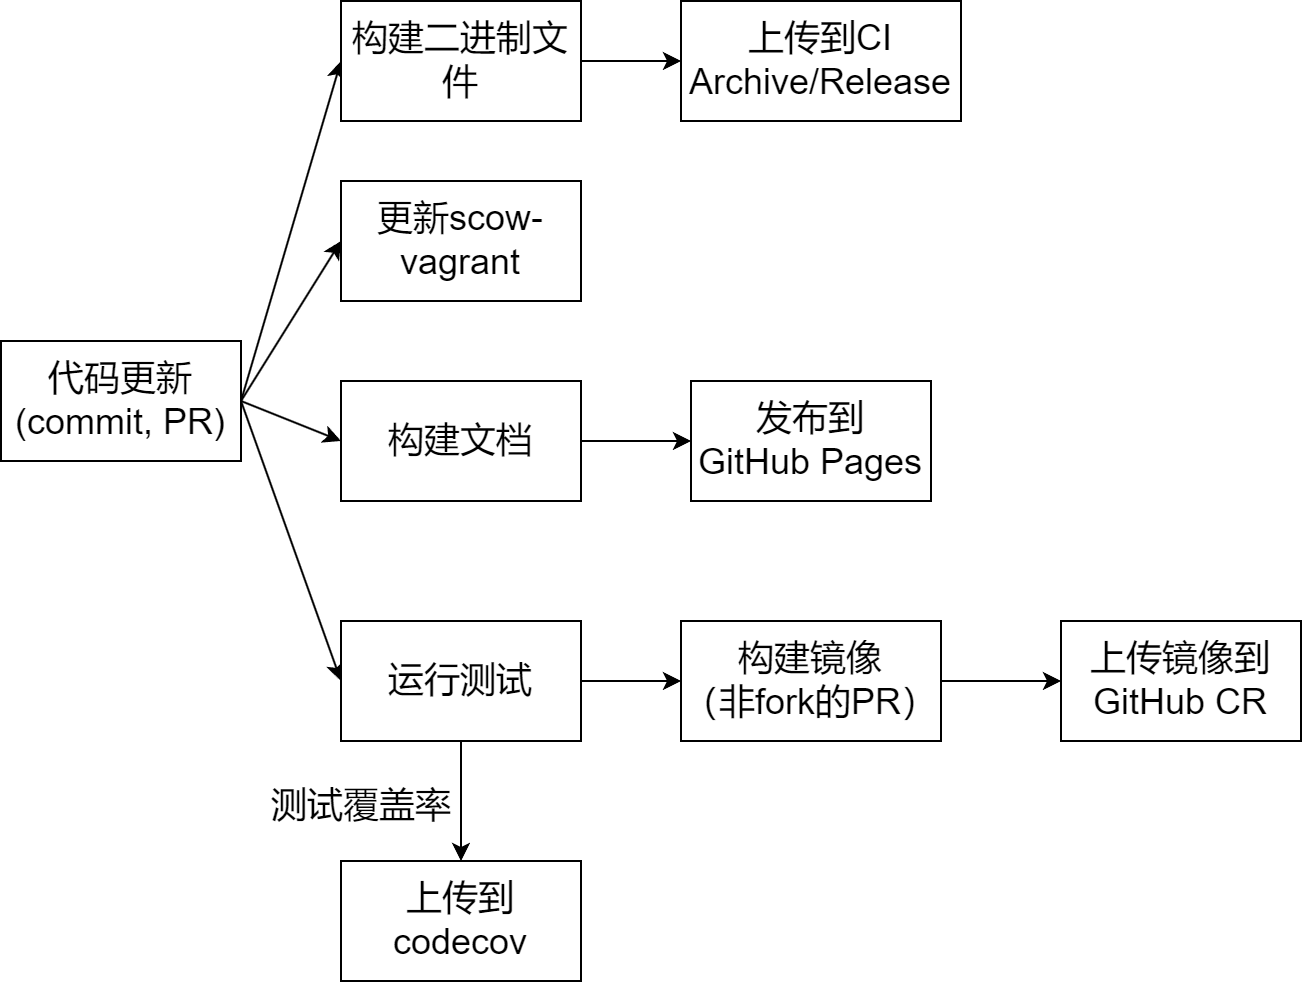 构建二进制文
件
上传到CI
Archive/Release
更新scow-
vagrant
代码更新
(commit, PR)
构建文档
发布到
GitHub Pages
运行测试
构建镜像
（非fork的PR）
上传镜像到
GitHub CR
测试覆盖率
上传到
codecov